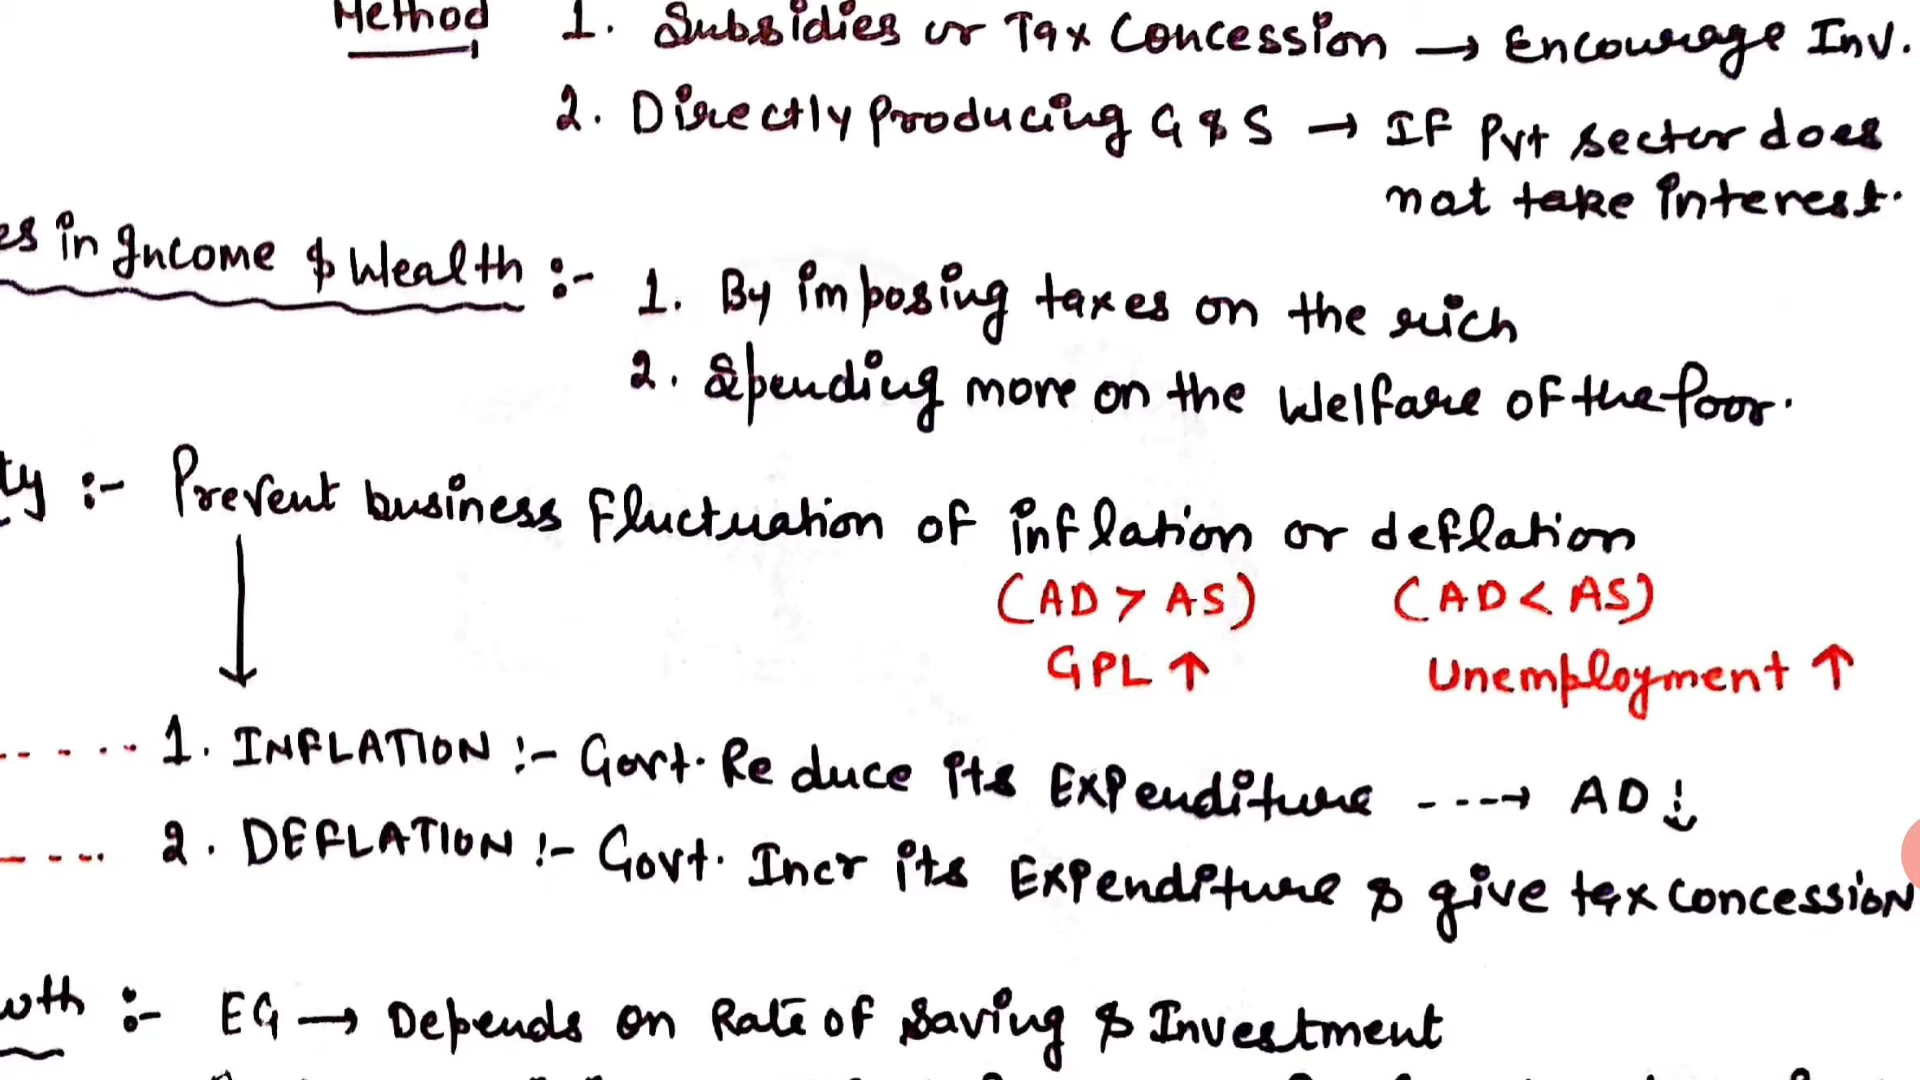 Method 1. Subsidies or Tax Concession → Encourage Inv.
2. Directly producing G & S → IF Pvt sector does
not take interest.
es in Income & Wealth :- 1. By imposing taxes on the rich
2. Spending more on the Welfare of the Poor.
ty :- Prevent business Fluctuation of inflation or deflation
(AD > AS) (AD < AS)
GPL ↑ Unemployment ↑
1. INFLATION :- Govt. Reduce its Expenditure ----→ AD ↓
2. DEFLATION :- Govt. Incr its Expenditure & give tax concession
wth :- EG → Depends on Rate of Saving & Investment